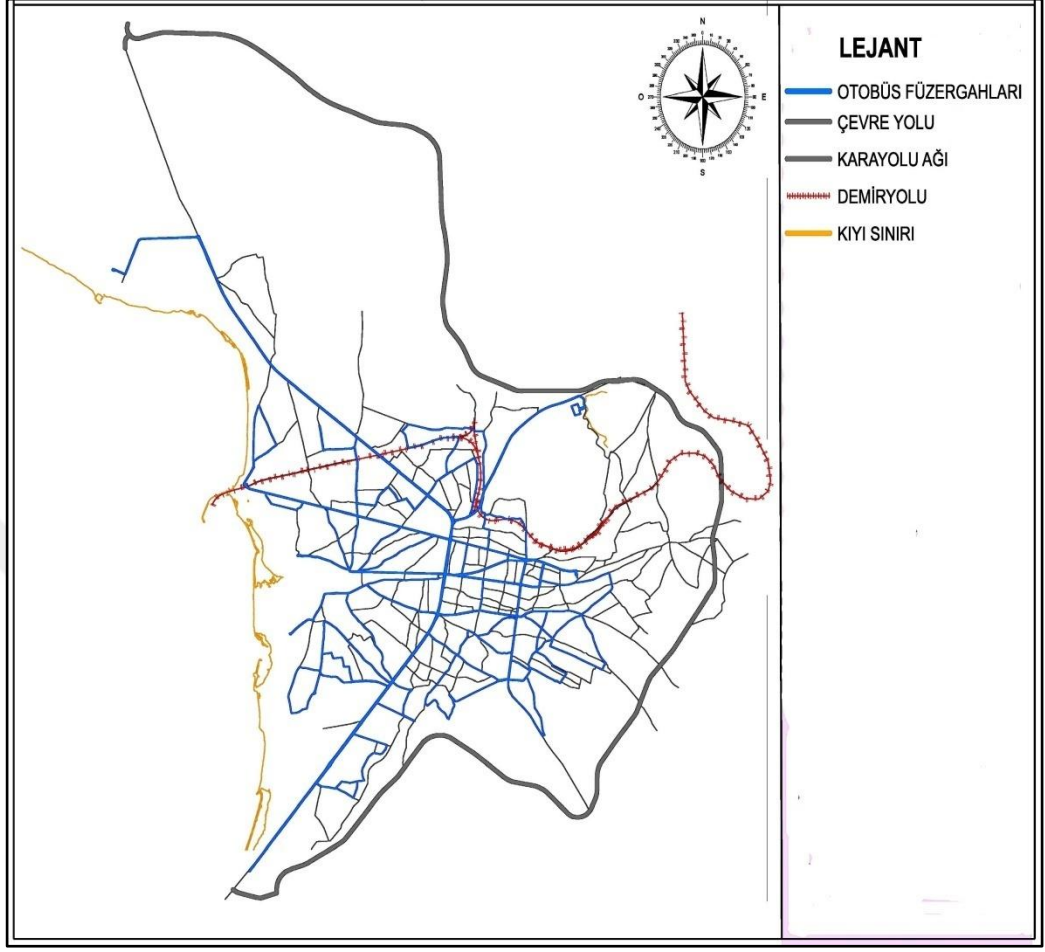 N
O
E
S
LEJANT
OTOBÜS FÜZERGAHLARI
ÇEVRE YOLU
KARAYOLU AĞI
DEMİRYOLU
KIYI SINIRI